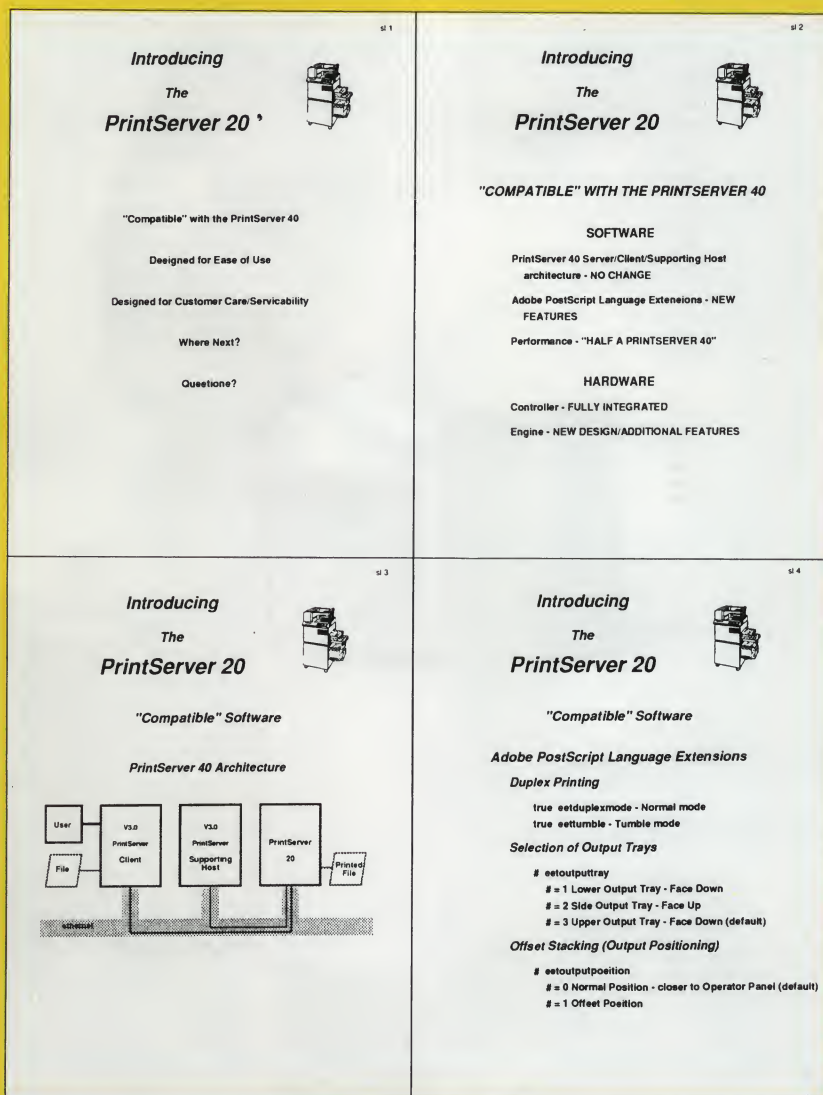 sl 1
Introducing
The
PrintServer 20 '
"Compatible" with the PrintServer 40
Deeigned for Ease of Use
Designed for Customer Care/Servicability
Where Next?
Queetione?
sl 2
Introducing
The
PrintServer 20
"COMPATIBLE" WITH THE PRINTSERVER 40
SOFTWARE
PrintServer 40 Server/Client/Supporting Host
architecture - NO CHANGE
Adobe PostScript Language Exteneions - NEW
FEATURES
Performance - "HALF A PRINTSERVER 40"
HARDWARE
Controller - FULLY INTEGRATED
Engine - NEW DESIGN/ADDITIONAL FEATURES
sl 3
Introducing
The
PrintServer 20
"Compatible" Software
PrintServer 40 Architecture
User
File
V3.0
PrintServer
Client
V3.0
PrintServer
Supporting
Host
PrintServer
20
Printed
File
ethernet
sl 4
Introducing
The
PrintServer 20
"Compatible" Software
Adobe PostScript Language Extensions
Duplex Printing
true eetduplexmode - Normal mode
true eettumble - Tumble mode
Selection of Output Trays
# eetoutputtray
# = 1 Lower Output Tray - Face Down
# = 2 Side Output Tray - Face Up
# = 3 Upper Output Tray - Face Down (default)
Offset Stacking (Output Positioning)
# eetoutputpoeition
# = 0 Normal Position - closer to Operator Panel (default)
# = 1 Offeet Poeition